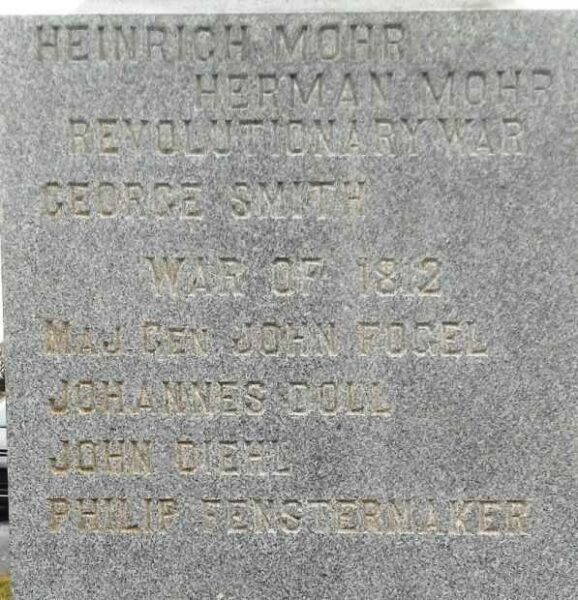 HEINRICH MOHR
HERMAN MOHR
REVOLUTIONARY WAR
GEORGE SMITH
WAR OF 1812
MAJ. GEN JOHN FOGEL
JOHANNES DOLL
JOHN DIEHL
PHILIP FENSTERMAKER